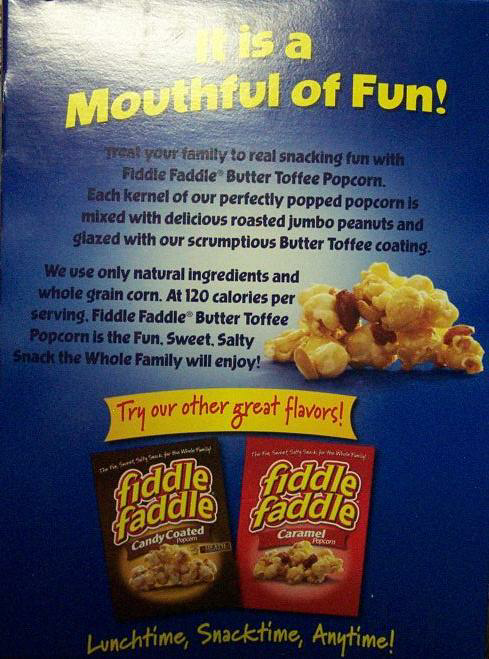 It is a
Mouthful of Fun!
Treat your family to real snacking fun with
Fiddle Faddle® Butter Toffee Popcorn.
Each kernel of our perfectly popped popcorn is
mixed with delicious roasted jumbo peanuts and
glazed with our scrumptious Butter Toffee coating.
We use only natural ingredients and
whole grain corn. At 120 calories per
serving, Fiddle Faddle® Butter Toffee
Popcorn is the Fun, Sweet, Salty
Snack the Whole Family will enjoy!
Try our other great flavors!
The Fun, Sweet, Salty Snack for the Whole Family!
fiddle
faddle
Candy Coated
Popcorn
HEATH
The Fun, Sweet, Salty Snack for the Whole Family!
fiddle
faddle
Caramel
Popcorn
Lunchtime, Snacktime, Anytime!